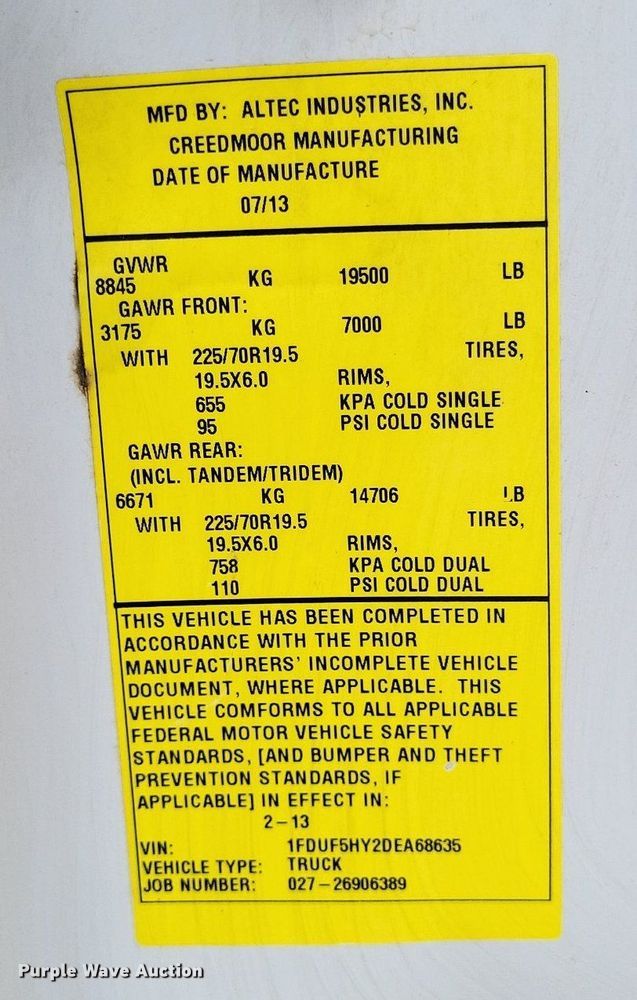 MFD BY: ALTEC INDUSTRIES, INC.
CREEDMOOR MANUFACTURING
DATE OF MANUFACTURE
07/13
GVWR
8845 KG 19500 LB
GAWR FRONT:
3175 KG 7000 LB
WITH 225/70R19.5 TIRES,
19.5X6.0 RIMS,
655 KPA COLD SINGLE
95 PSI COLD SINGLE
GAWR REAR:
(INCL. TANDEM/TRIDEM)
6671 KG 14706 LB
WITH 225/70R19.5 TIRES,
19.5X6.0 RIMS,
758 KPA COLD DUAL
110 PSI COLD DUAL
THIS VEHICLE HAS BEEN COMPLETED IN
ACCORDANCE WITH THE PRIOR
MANUFACTURERS' INCOMPLETE VEHICLE
DOCUMENT, WHERE APPLICABLE. THIS
VEHICLE COMFORMS TO ALL APPLICABLE
FEDERAL MOTOR VEHICLE SAFETY
STANDARDS, [AND BUMPER AND THEFT
PREVENTION STANDARDS, IF
APPLICABLE] IN EFFECT IN:
2-13
VIN: 1FDUF5HY2DEA68635
VEHICLE TYPE: TRUCK
JOB NUMBER: 027-26906389
Purple Wave Auction